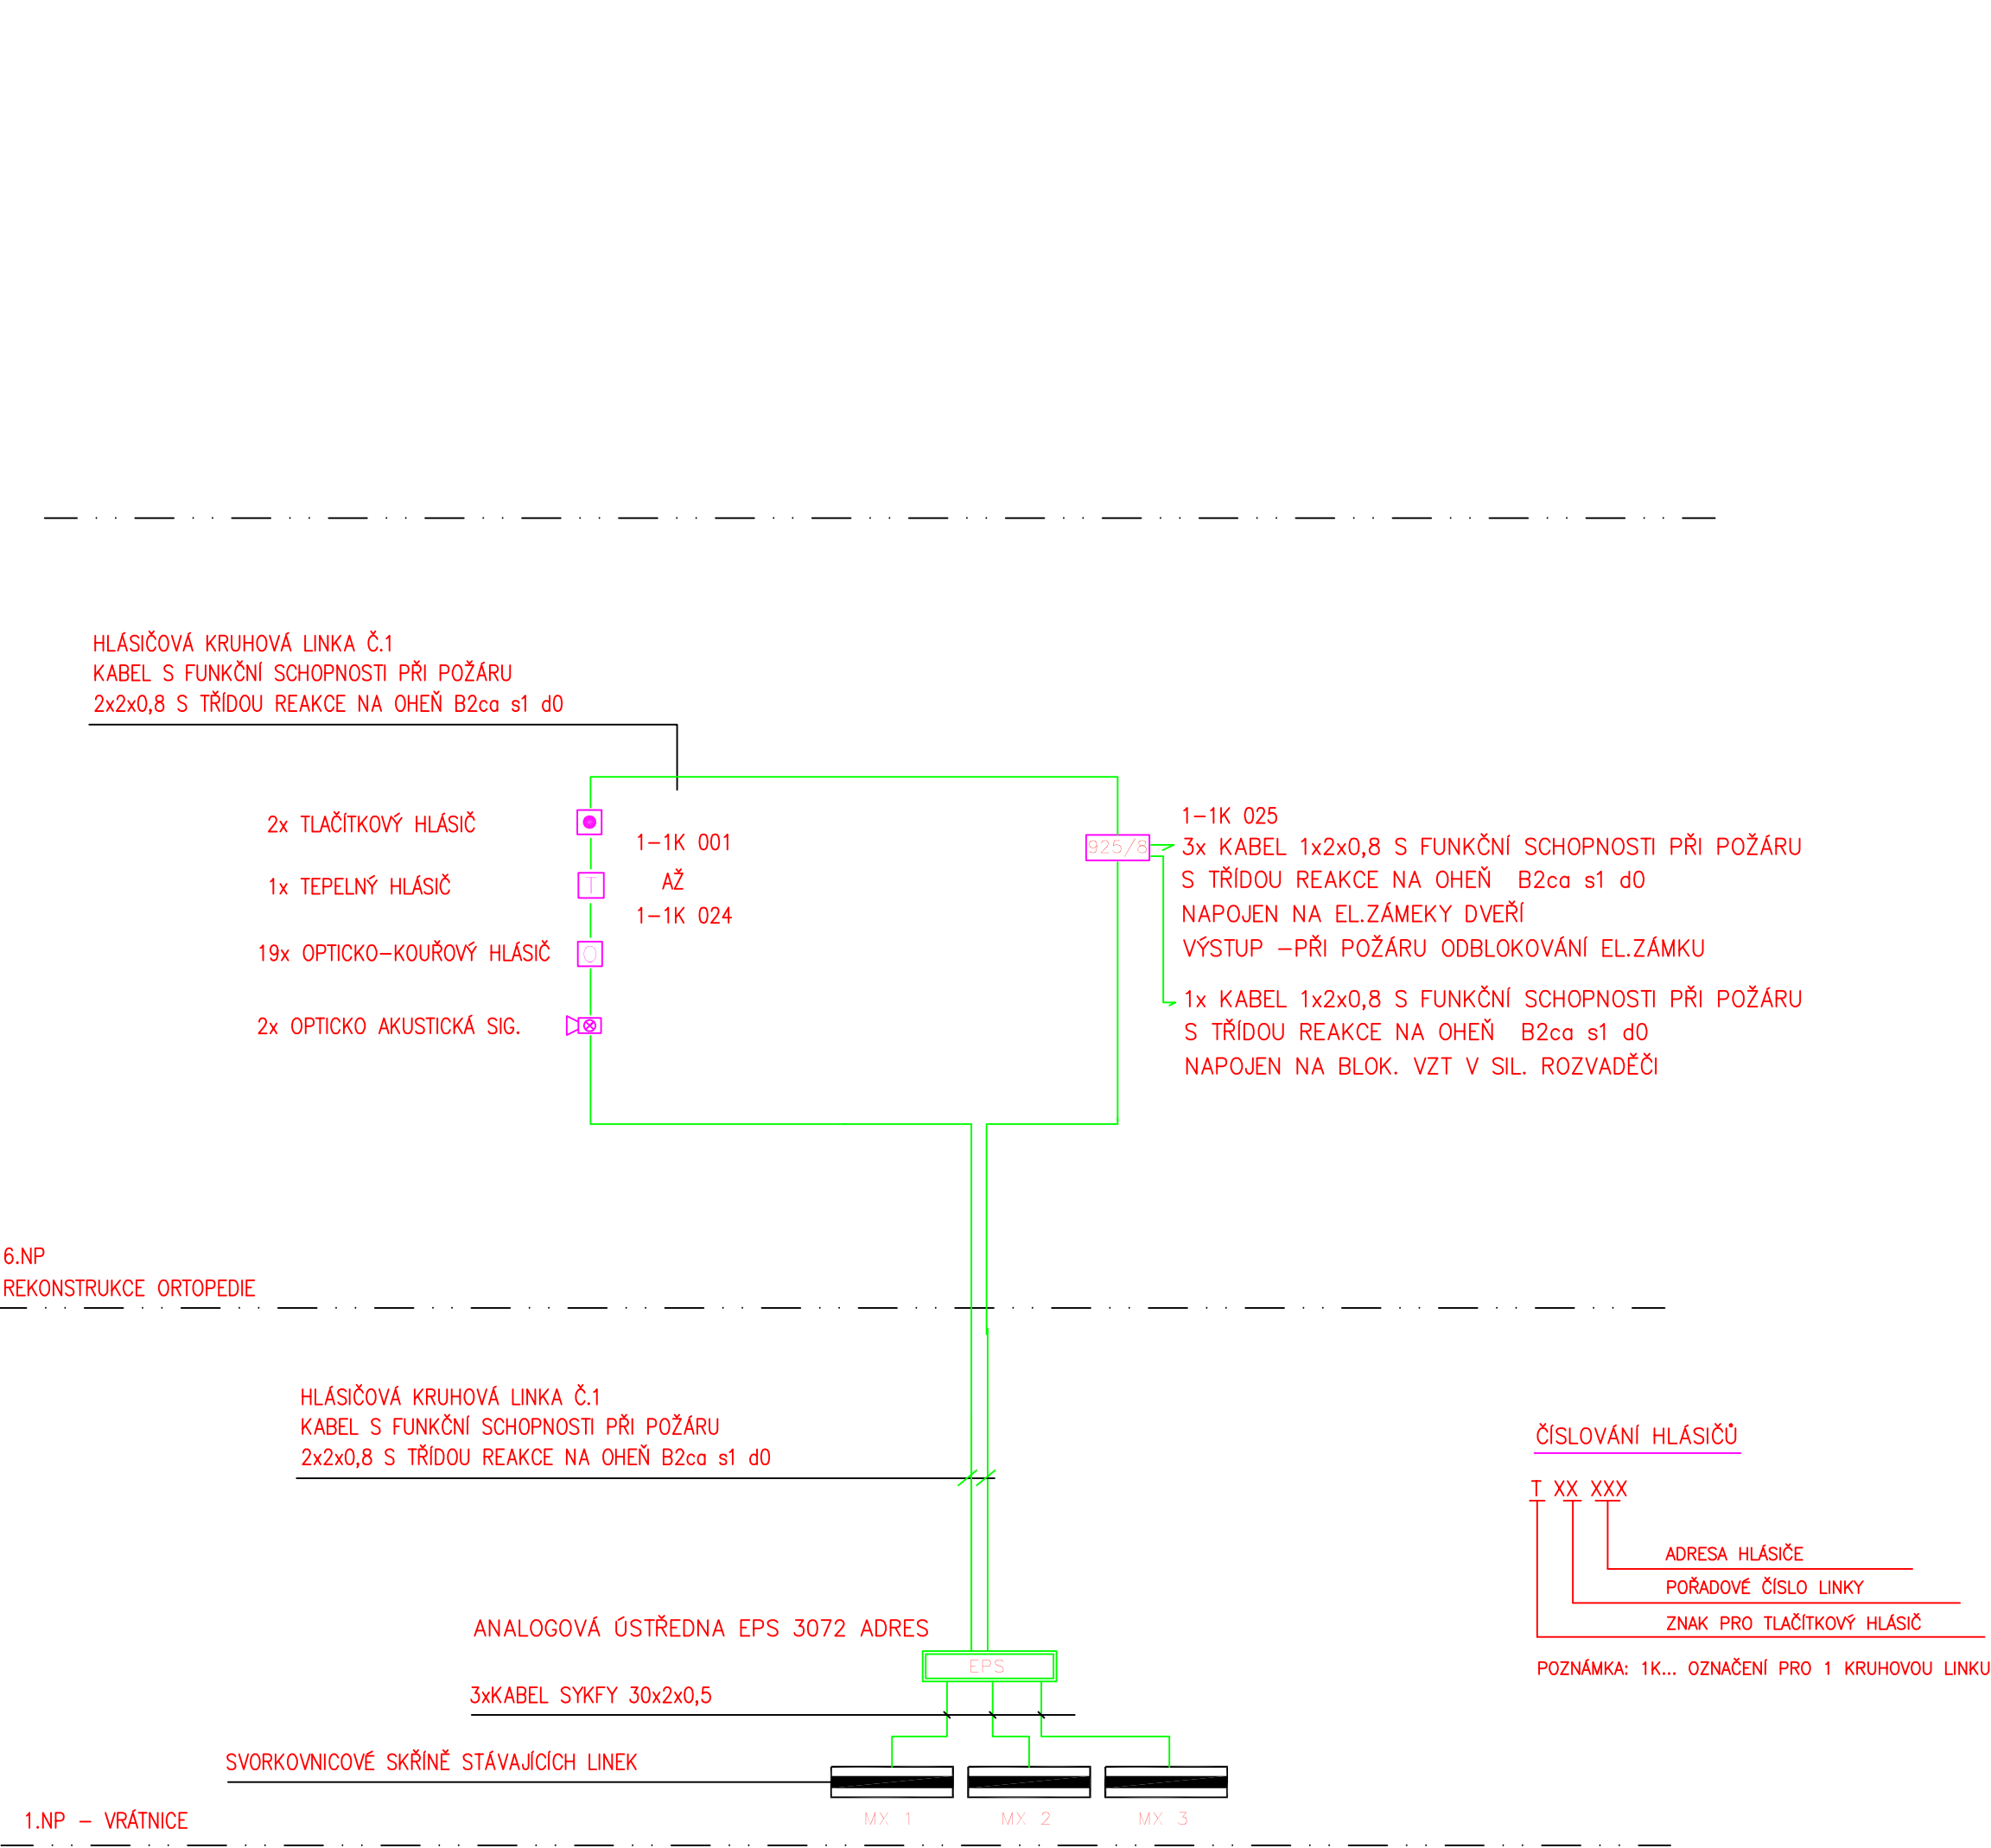 HLÁSIČOVÁ KRUHOVÁ LINKA Č.1
KABEL S FUNKČNÍ SCHOPNOSTI PŘI POŽÁRU
2x2x0,8 S TŘÍDOU REAKCE NA OHEŇ B2ca s1 d0
2x TLAČÍTKOVÝ HLÁSIČ
1x TEPELNÝ HLÁSIČ
T
19x OPTICKO-KOUŘOVÝ HLÁSIČ
O
2x OPTICKO AKUSTICKÁ SIG.
1-1K 001
AŽ
1-1K 024
925/8
1-1K 025
3x KABEL 1x2x0,8 S FUNKČNÍ SCHOPNOSTI PŘI POŽÁRU
S TŘÍDOU REAKCE NA OHEŇ B2ca s1 d0
NAPOJEN NA EL.ZÁMEKY DVEŘÍ
VÝSTUP -PŘI POŽÁRU ODBLOKOVÁNÍ EL.ZÁMKU
1x KABEL 1x2x0,8 S FUNKČNÍ SCHOPNOSTI PŘI POŽÁRU
S TŘÍDOU REAKCE NA OHEŇ B2ca s1 d0
NAPOJEN NA BLOK. VZT V SIL. ROZVADĚČI
6.NP
REKONSTRUKCE ORTOPEDIE
HLÁSIČOVÁ KRUHOVÁ LINKA Č.1
KABEL S FUNKČNÍ SCHOPNOSTI PŘI POŽÁRU
2x2x0,8 S TŘÍDOU REAKCE NA OHEŇ B2ca s1 d0
ČÍSLOVÁNÍ HLÁSIČŮ
T XX XXX
ADRESA HLÁSIČE
POŘADOVÉ ČÍSLO LINKY
ZNAK PRO TLAČÍTKOVÝ HLÁSIČ
POZNÁMKA: 1K... OZNAČENÍ PRO 1 KRUHOVOU LINKU
ANALOGOVÁ ÚSTŘEDNA EPS 3072 ADRES
EPS
3xKABEL SYKFY 30x2x0,5
SVORKOVNICOVÉ SKŘÍNĚ STÁVAJÍCÍCH LINEK
MX 1
MX 2
MX 3
1.NP - VRÁTNICE